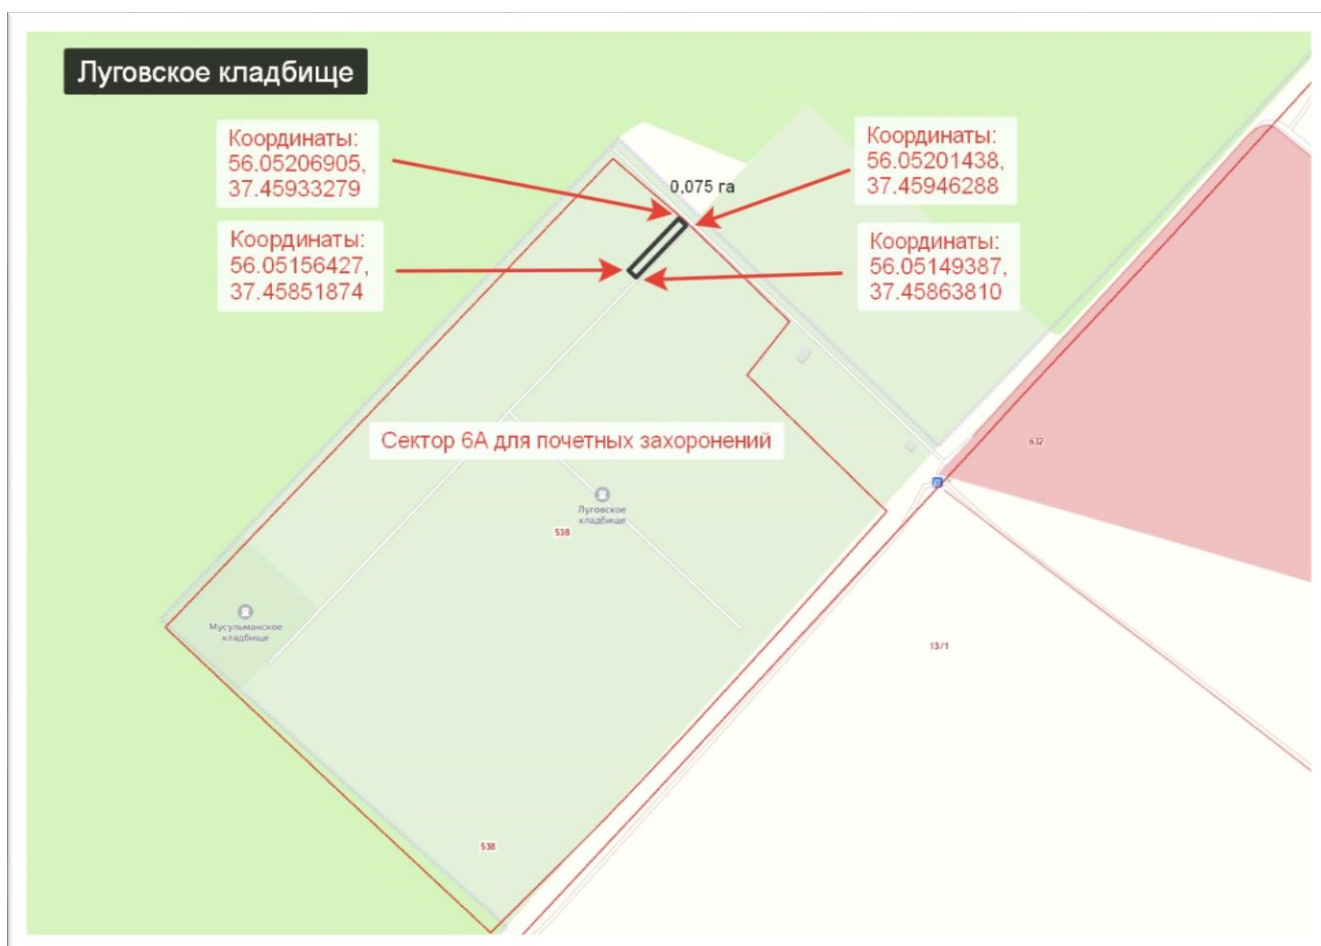 Луговское кладбище
Координаты:
56.05206905,
37.45933279
Координаты:
56.05201438,
37.45946288
0,075 га
Координаты:
56.05156427,
37.45851874
Координаты:
56.05149387,
37.45863810
Сектор 6А для почетных захоронений
632
Луговское
кладбище
538
Мусульманское
кладбище
13/1
538